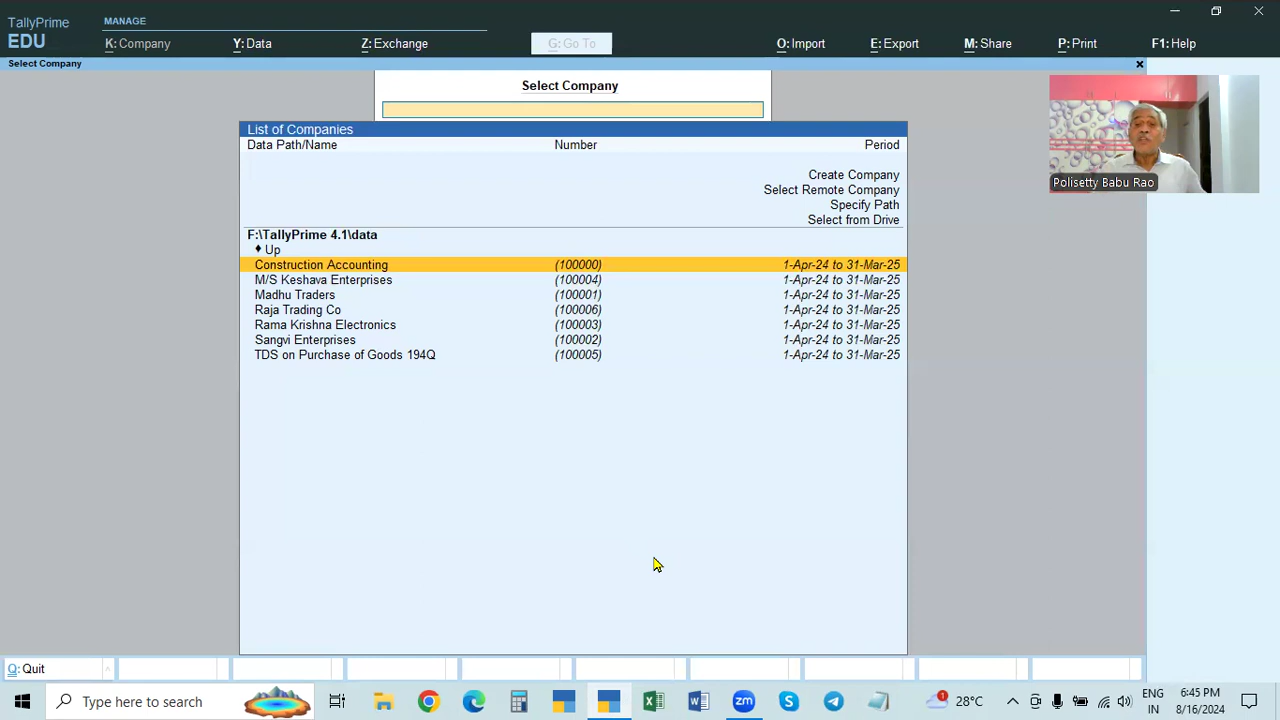 TallyPrime
EDU
MANAGE
K: Company
Y: Data
Z: Exchange
G: Go To
O: Import
E: Export
M: Share
P: Print
F1: Help
Select Company
Select Company
List of Companies
Data Path/Name Number Period
Create Company
Select Remote Company
Specify Path
Select from Drive
F:\TallyPrime 4.1\data
♦ Up
Construction Accounting (100000) 1-Apr-24 to 31-Mar-25
M/S Keshava Enterprises (100004) 1-Apr-24 to 31-Mar-25
Madhu Traders (100001) 1-Apr-24 to 31-Mar-25
Raja Trading Co (100006) 1-Apr-24 to 31-Mar-25
Rama Krishna Electronics (100003) 1-Apr-24 to 31-Mar-25
Sangvi Enterprises (100002) 1-Apr-24 to 31-Mar-25
TDS on Purchase of Goods 194Q (100005) 1-Apr-24 to 31-Mar-25
Polisetty Babu Rao
Q: Quit
Type here to search
zm
1
28°C
ENG
IN
6:45 PM
8/16/2024